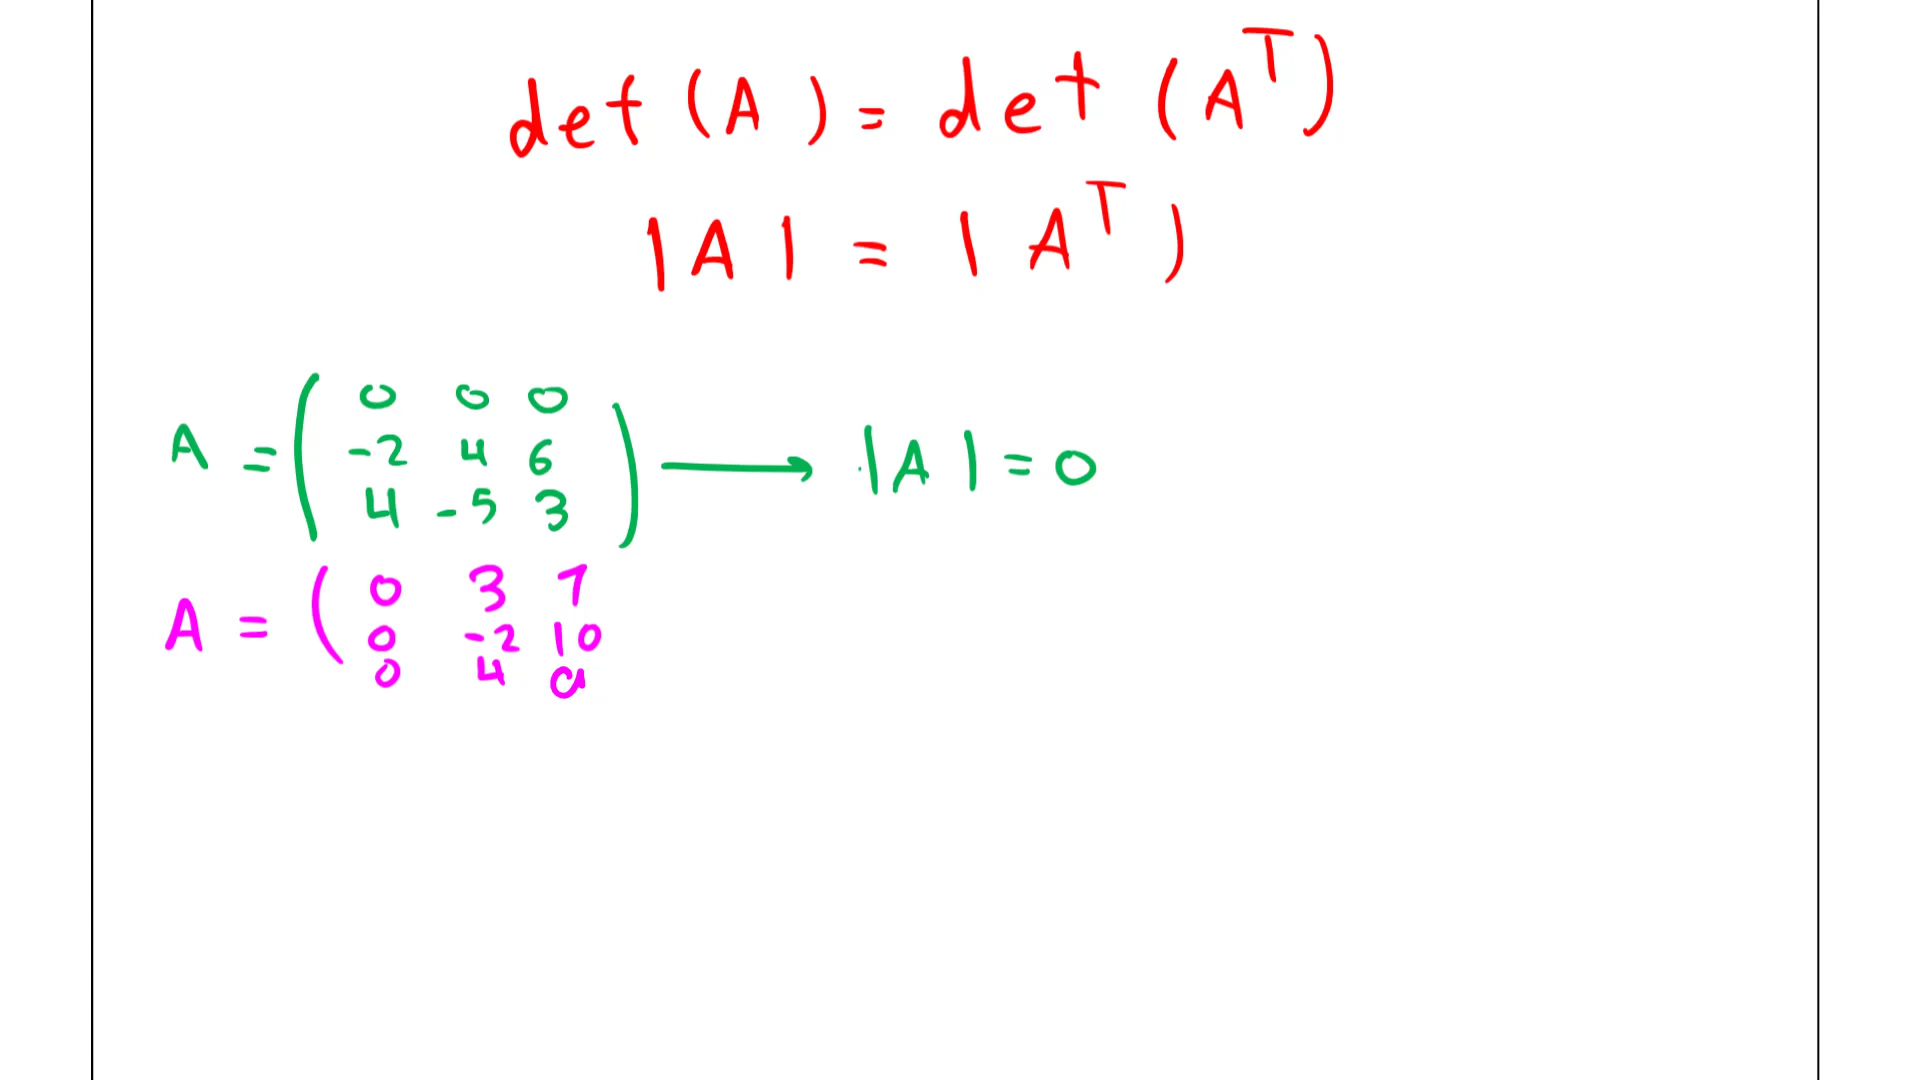 det (A) = det (A^T)
|A| = |A^T)
0 0 0
A = ( -2 4 6 ) → |A| = 0
4 -5 3
0 3 7
A = ( 0 -2 10
0 4 a